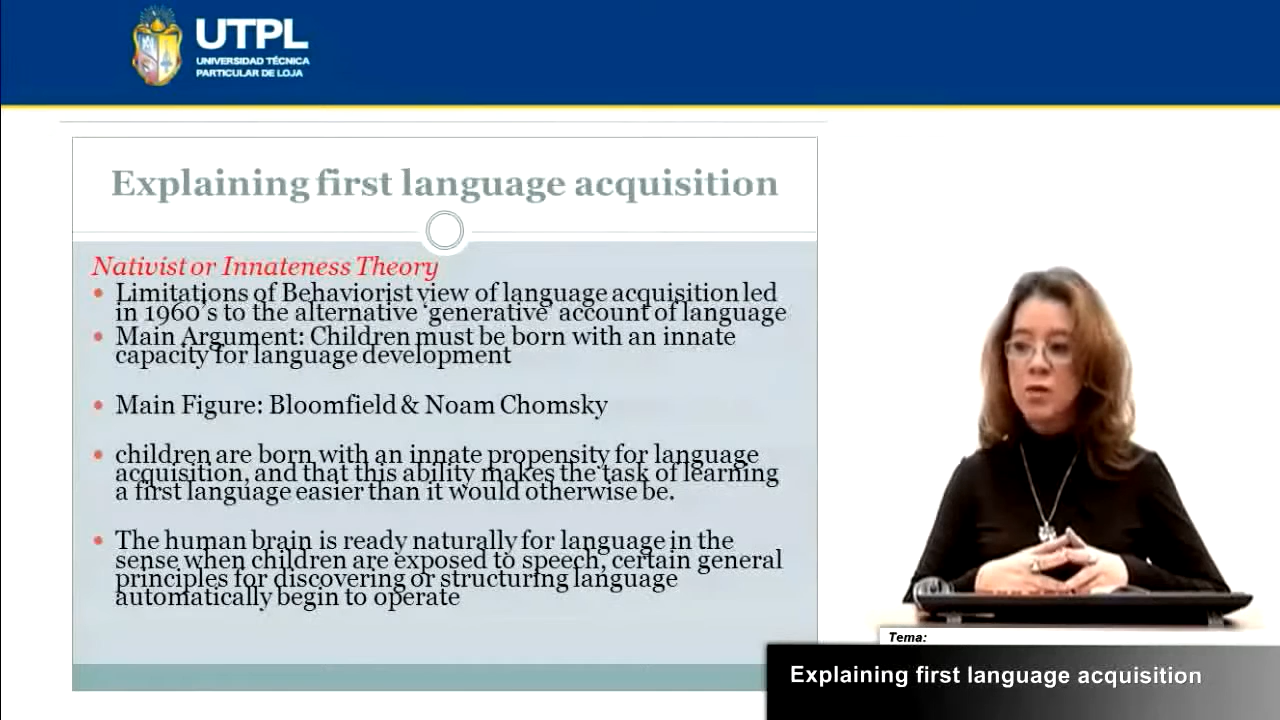 UTPL
UNIVERSIDAD TÉCNICA
PARTICULAR DE LOJA
Explaining first language acquisition
Nativist or Innateness Theory
• Limitations of Behaviorist view of language acquisition led
in 1960's to the alternative 'generative' account of language
• Main Argument: Children must be born with an innate
capacity for language development
• Main Figure: Bloomfield & Noam Chomsky
• children are born with an innate propensity for language
acquisition, and that this ability makes the task of learning
a first language easier than it would otherwise be.
• The human brain is ready naturally for language in the
sense when children are exposed to speech, certain general
principles for discovering or structuring language
automatically begin to operate
Tema:
Explaining first language acquisition